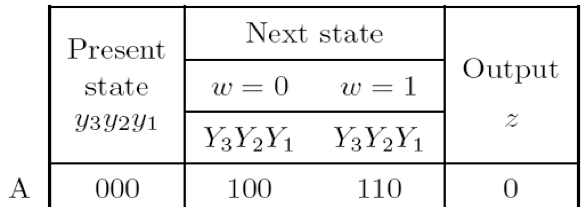 Present state y₃y₂y₁ Next state Output z
w = 0 w = 1
Y₃Y₂Y₁ Y₃Y₂Y₁
A 000 100 110 0